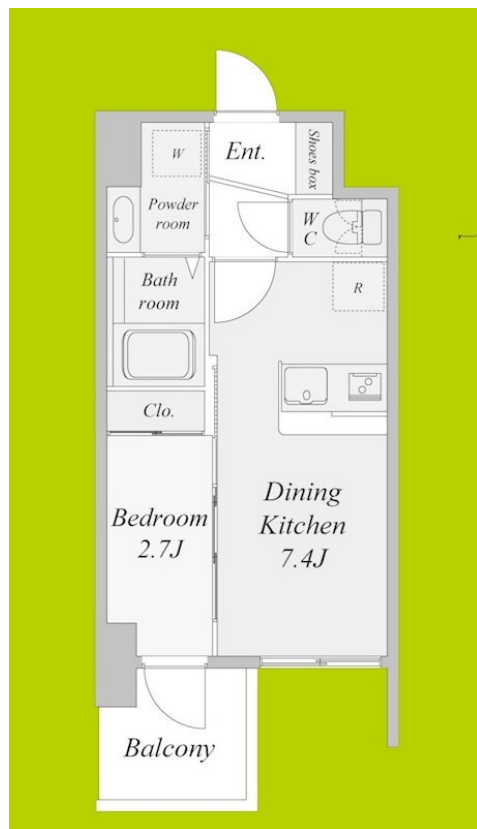 Ent.
Shoes box
W
Powder
room
W
C
Bath
room
R
Clo.
Bedroom
2.7J
Dining
Kitchen
7.4J
Balcony